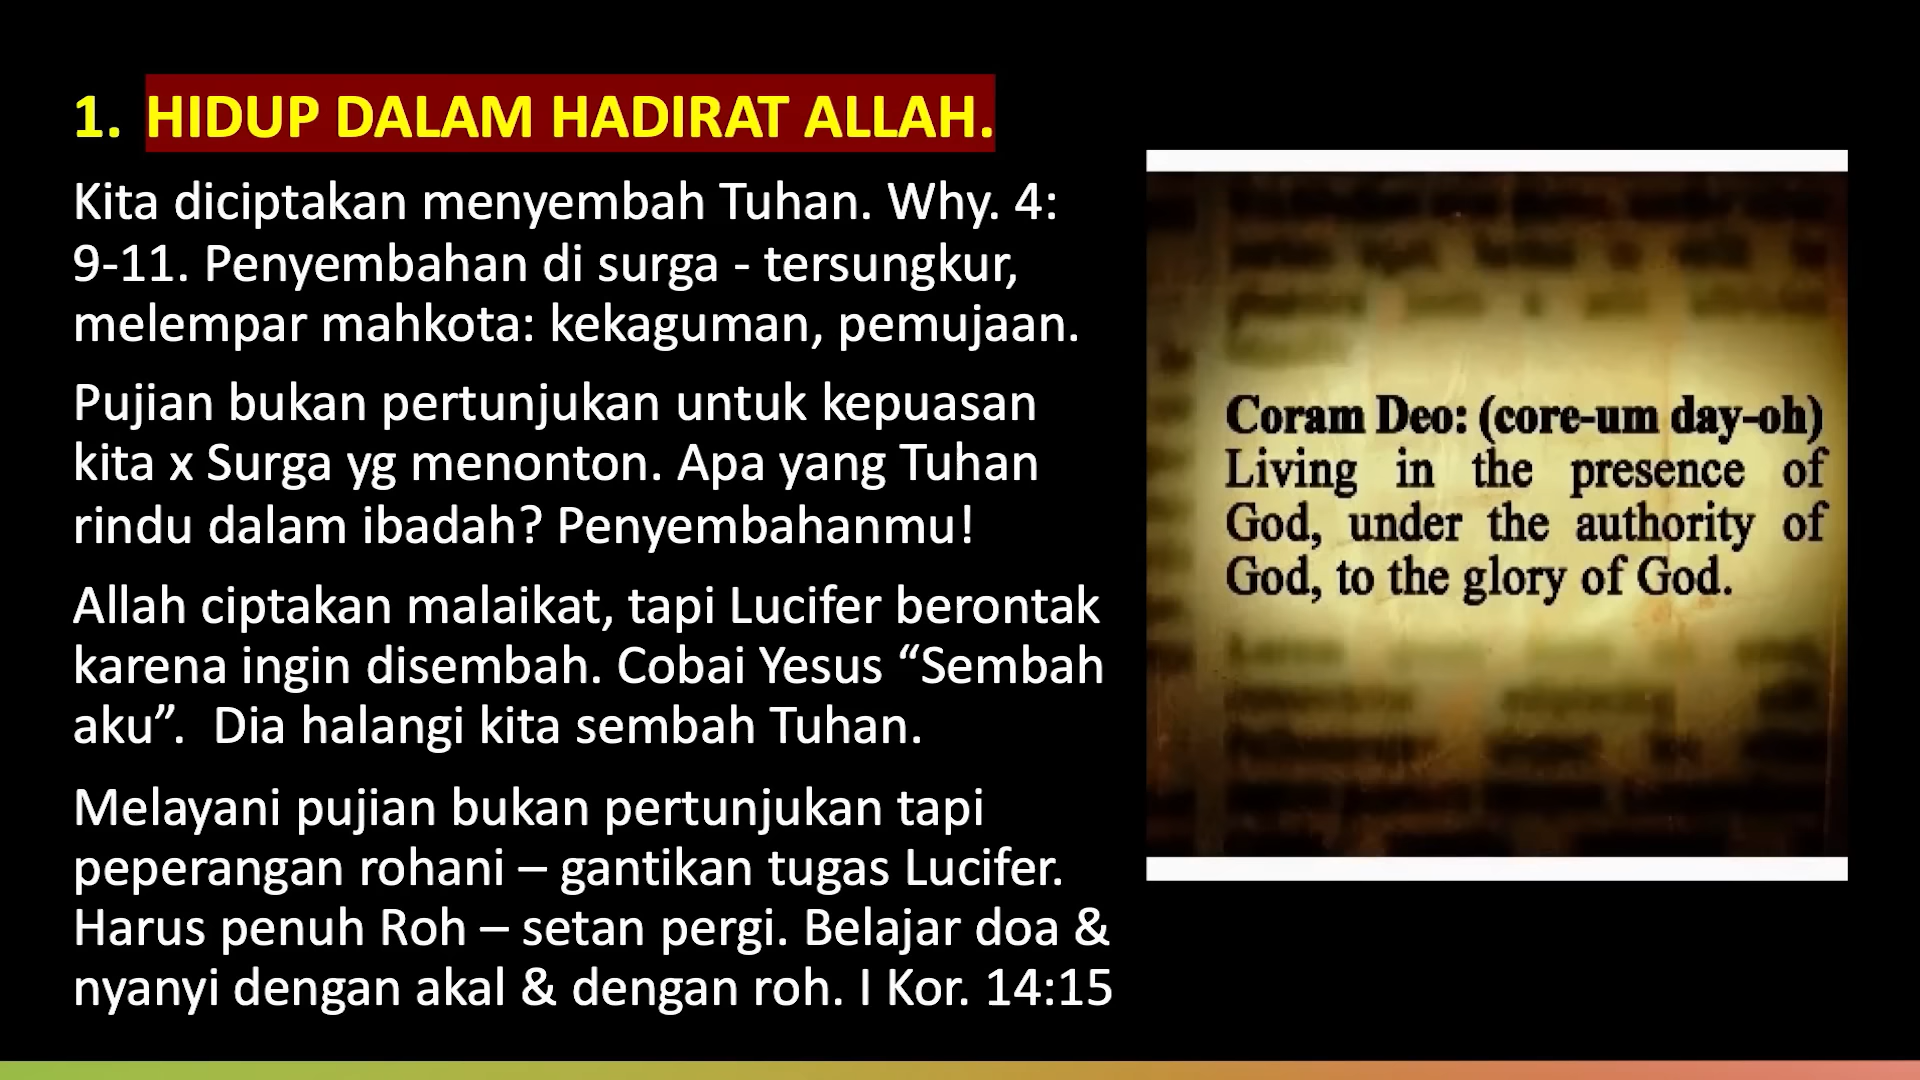 1. HIDUP DALAM HADIRAT ALLAH.
Kita diciptakan menyembah Tuhan. Why. 4:
9-11. Penyembahan di surga - tersungkur,
melempar mahkota: kekaguman, pemujaan.
Pujian bukan pertunjukan untuk kepuasan
kita x Surga yg menonton. Apa yang Tuhan
rindu dalam ibadah? Penyembahanmu!
Allah ciptakan malaikat, tapi Lucifer berontak
karena ingin disembah. Cobai Yesus “Sembah
aku”. Dia halangi kita sembah Tuhan.
Melayani pujian bukan pertunjukan tapi
peperangan rohani – gantikan tugas Lucifer.
Harus penuh Roh – setan pergi. Belajar doa &
nyanyi dengan akal & dengan roh. I Kor. 14:15
Coram Deo: (core-um day-oh)
Living in the presence of
God, under the authority of
God, to the glory of God.